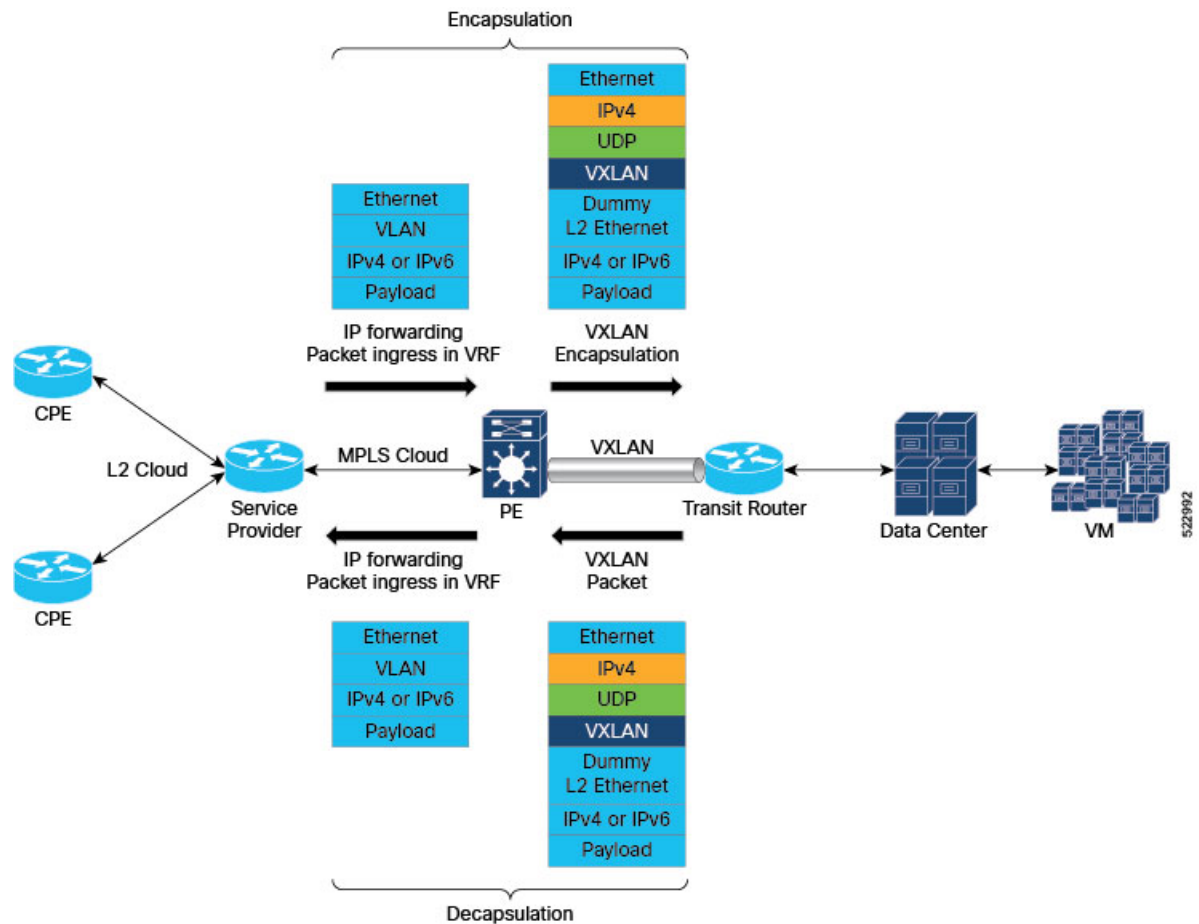 Encapsulation
Ethernet
IPv4
UDP
VXLAN
Dummy
L2 Ethernet
IPv4 or IPv6
Payload
Ethernet
VLAN
IPv4 or IPv6
Payload
IP forwarding
Packet ingress in VRF
VXLAN
Encapsulation
CPE
L2 Cloud
Service
Provider
MPLS Cloud
PE
VXLAN
Transit Router
Data Center
VM
522992
CPE
IP forwarding
Packet ingress in VRF
VXLAN
Packet
Ethernet
VLAN
IPv4 or IPv6
Payload
Ethernet
IPv4
UDP
VXLAN
Dummy
L2 Ethernet
IPv4 or IPv6
Payload
Decapsulation